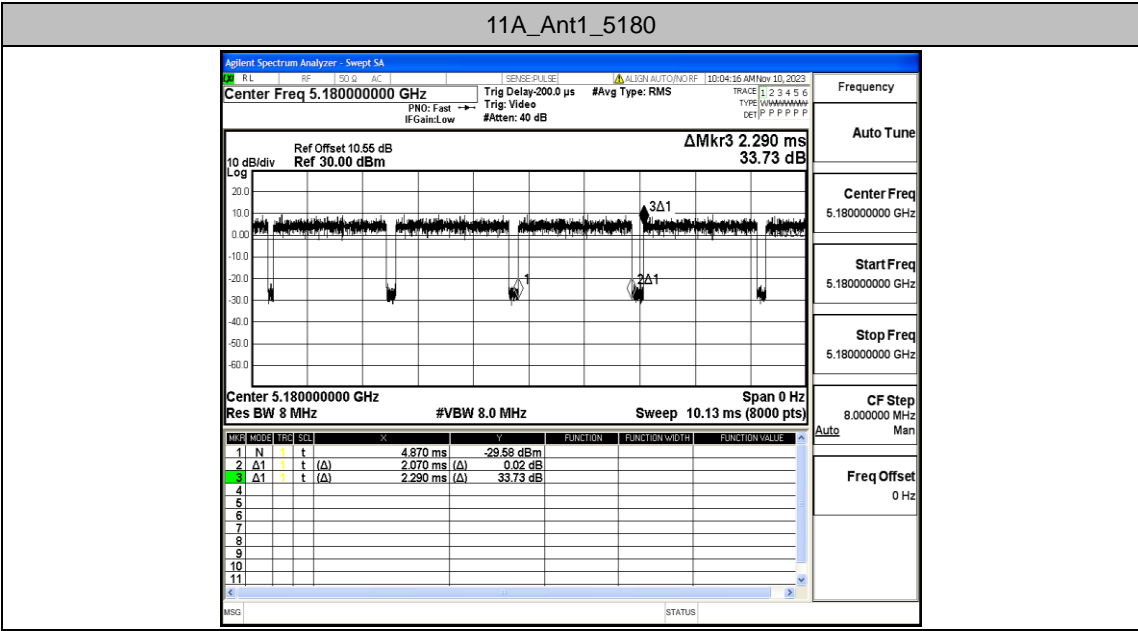 11A_Ant1_5180
Agilent Spectrum Analyzer - Swept SA
LXI RL RF 50 Ω AC SENSE:PULSE ALIGN AUTO/NO RF 10:04:16 AM Nov 10, 2023
Center Freq 5.180000000 GHz
Trig Delay-200.0 µs #Avg Type: RMS
TRACE 1 2 3 4 5 6
PNO: Fast Trig: Video
TYPE WWWWWW
IFGain:Low #Atten: 40 dB
DET P P P P P P
ΔMkr3 2.290 ms
33.73 dB
Ref Offset 10.55 dB
10 dB/div Ref 30.00 dBm
Log
20.0
10.0
0.00
-10.0
-20.0
-30.0
-40.0
-50.0
-60.0
3Δ1
1
2Δ1
Center 5.180000000 GHz Span 0 Hz
Res BW 8 MHz #VBW 8.0 MHz Sweep 10.13 ms (8000 pts)
MKR MODE TRC SCL X Y FUNCTION FUNCTION WIDTH FUNCTION VALUE
1 N 1 t 4.870 ms -29.58 dBm
2 Δ1 1 t (Δ) 2.070 ms (Δ) 0.02 dB
3 Δ1 1 t (Δ) 2.290 ms (Δ) 33.73 dB
4
5
6
7
8
9
10
11
MSG STATUS
Frequency
Auto Tune
Center Freq
5.180000000 GHz
Start Freq
5.180000000 GHz
Stop Freq
5.180000000 GHz
CF Step
8.000000 MHz
Auto Man
Freq Offset
0 Hz